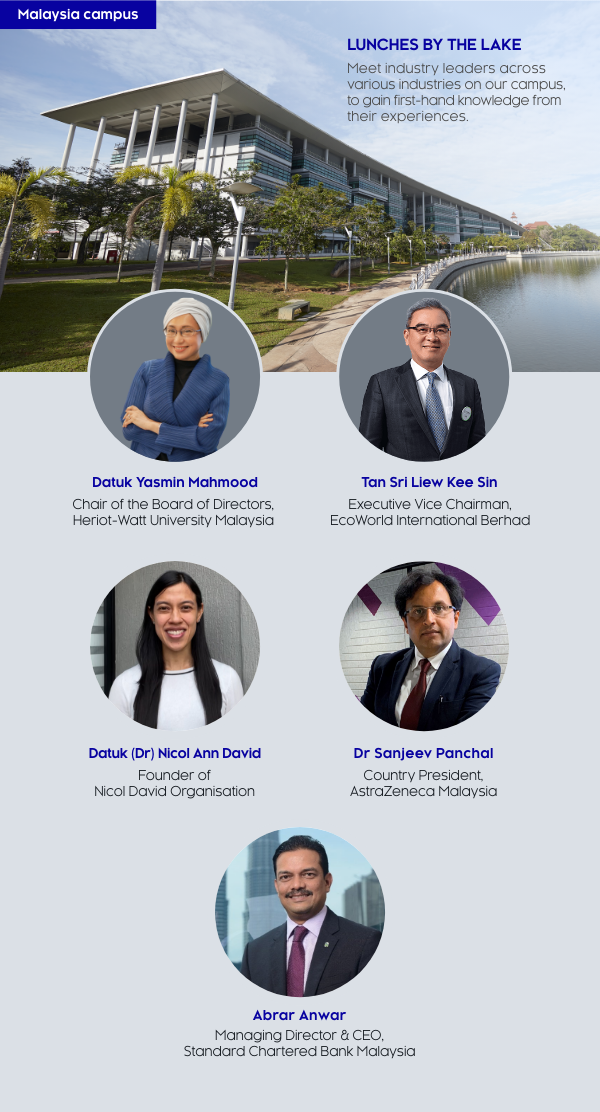 Malaysia campus
LUNCHES BY THE LAKE
Meet industry leaders across
various industries on our campus,
to gain first-hand knowledge from
their experiences.
Datuk Yasmin Mahmood
Chair of the Board of Directors,
Heriot-Watt University Malaysia
Tan Sri Liew Kee Sin
Executive Vice Chairman,
EcoWorld International Berhad
Datuk (Dr) Nicol Ann David
Founder of
Nicol David Organisation
Dr Sanjeev Panchal
Country President,
AstraZeneca Malaysia
Abrar Anwar
Managing Director & CEO,
Standard Chartered Bank Malaysia